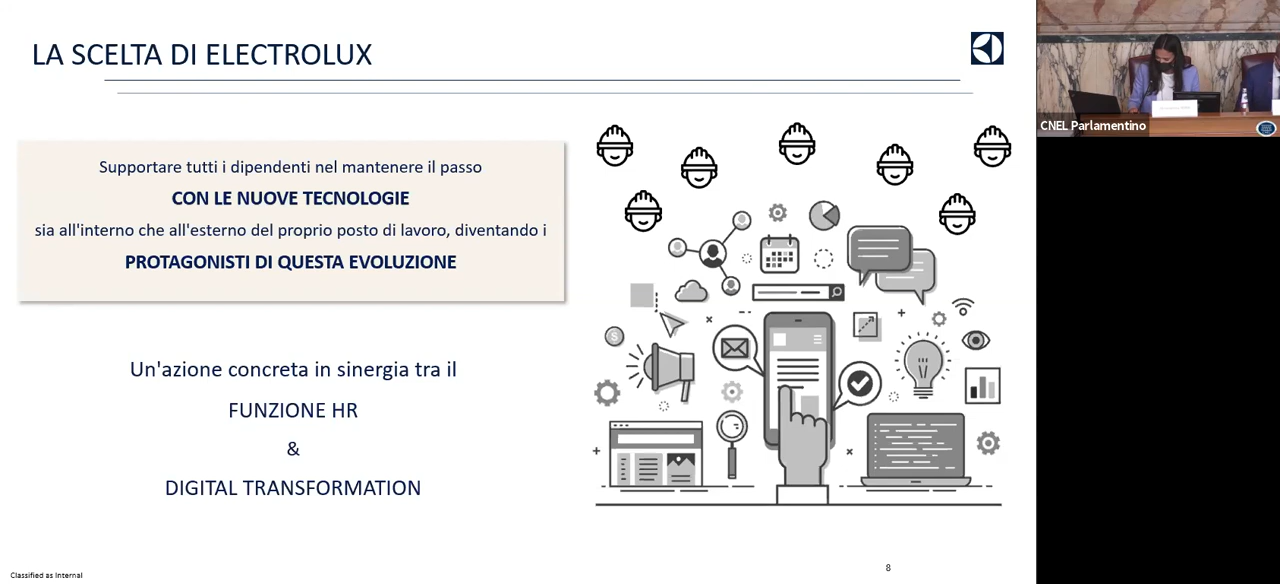 LA SCELTA DI ELECTROLUX
Supportare tutti i dipendenti nel mantenere il passo
CON LE NUOVE TECNOLOGIE
sia all'interno che all'esterno del proprio posto di lavoro, diventando i
PROTAGONISTI DI QUESTA EVOLUZIONE
Un'azione concreta in sinergia tra il
FUNZIONE HR
&
DIGITAL TRANSFORMATION
Classified as Internal
8
CNEL Parlamentino